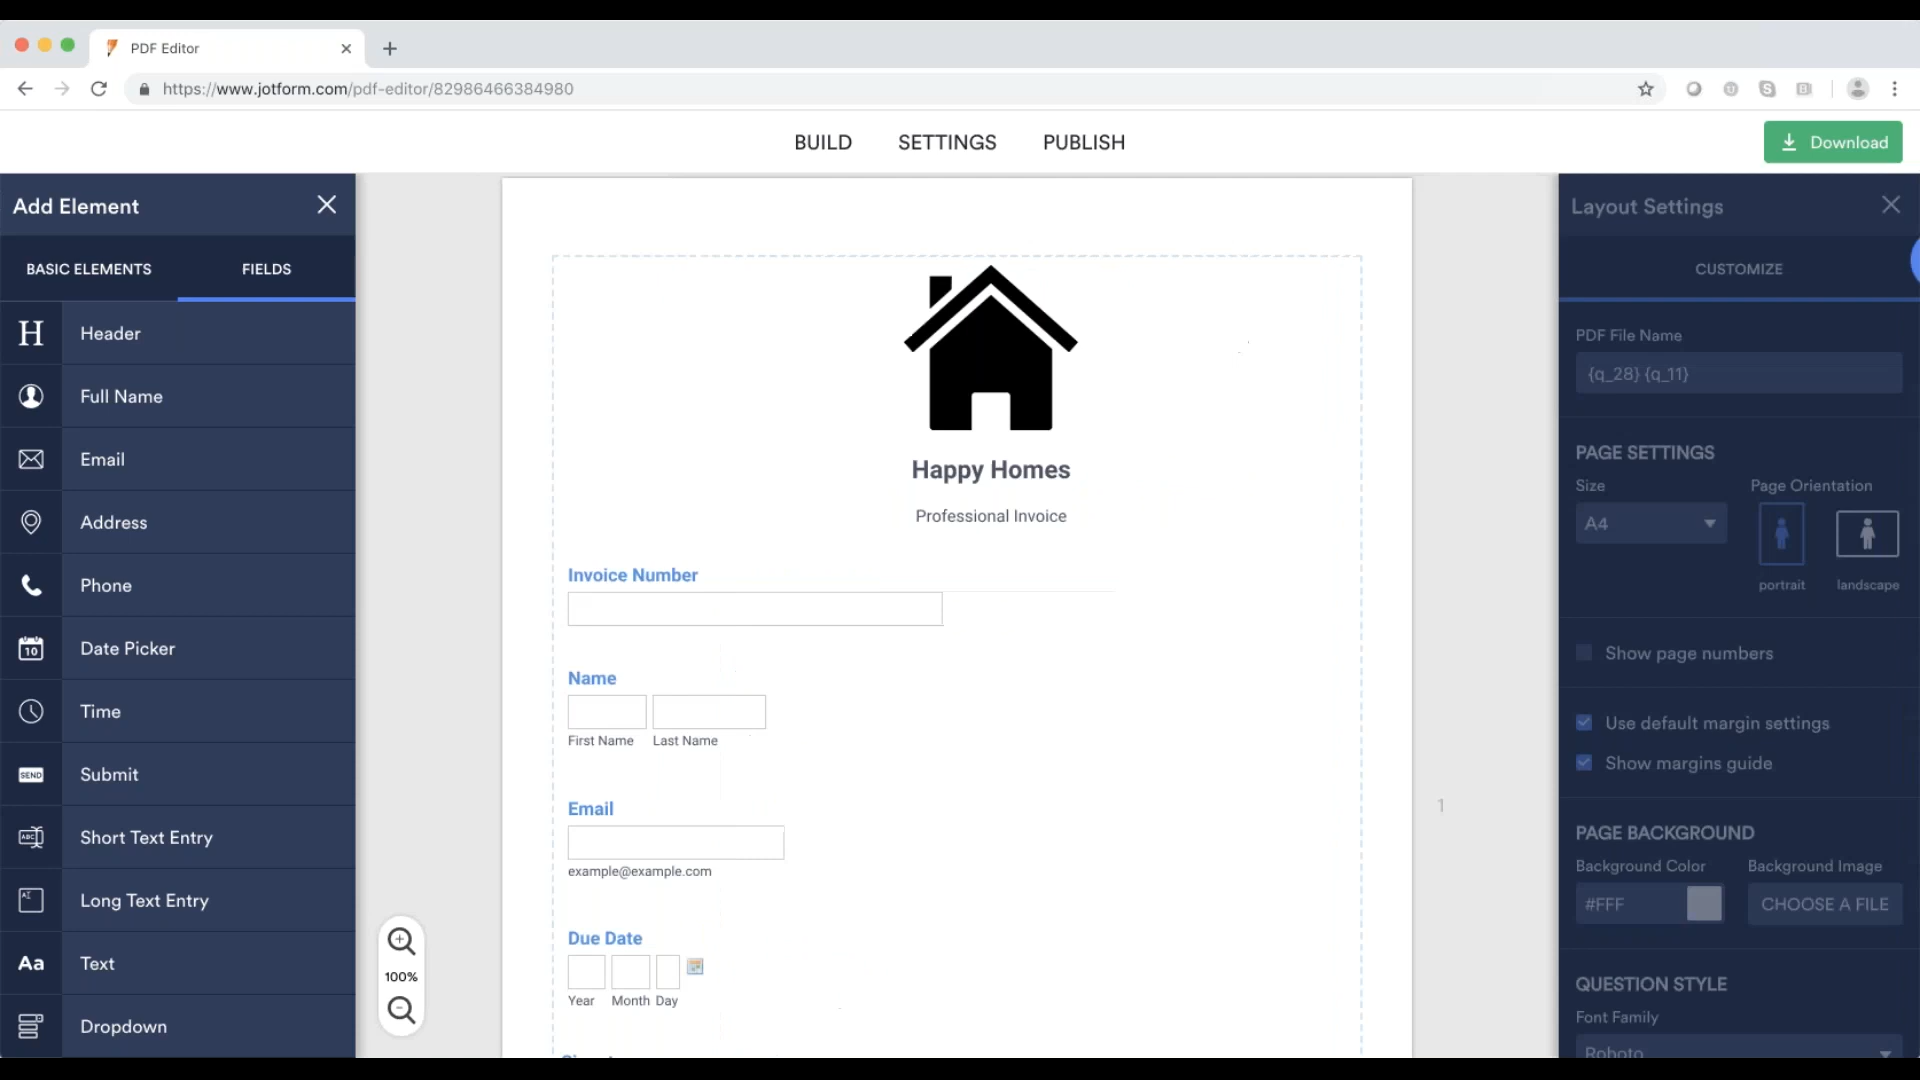 PDF Editor
https://www.jotform.com/pdf-editor/82986466384980
BUILD
SETTINGS
PUBLISH
Download
Add Element
BASIC ELEMENTS
FIELDS
H
Header
Full Name
Email
Address
Phone
10
Date Picker
Time
SEND
Submit
ABC
Short Text Entry
Long Text Entry
Aa
Text
Dropdown
100%
Happy Homes
Professional Invoice
Invoice Number
Name
First Name
Last Name
Email
example@example.com
Due Date
Year
Month
Day
1
Layout Settings
CUSTOMIZE
PDF File Name
{q_28} {q_11}
PAGE SETTINGS
Size
Page Orientation
A4
portrait
landscape
Show page numbers
Use default margin settings
Show margins guide
PAGE BACKGROUND
Background Color
Background Image
#FFF
CHOOSE A FILE
QUESTION STYLE
Font Family
Roboto